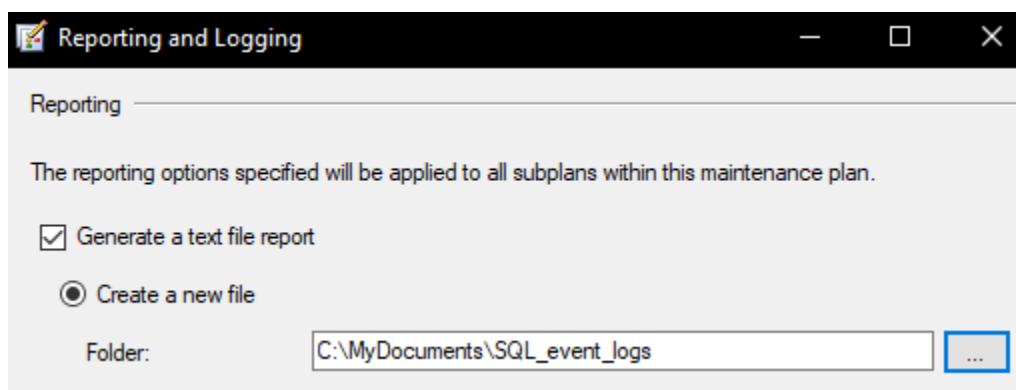 Reporting and Logging
Reporting
The reporting options specified will be applied to all subplans within this maintenance plan.
Generate a text file report
Create a new file
Folder: C:\MyDocuments\SQL_event_logs ...